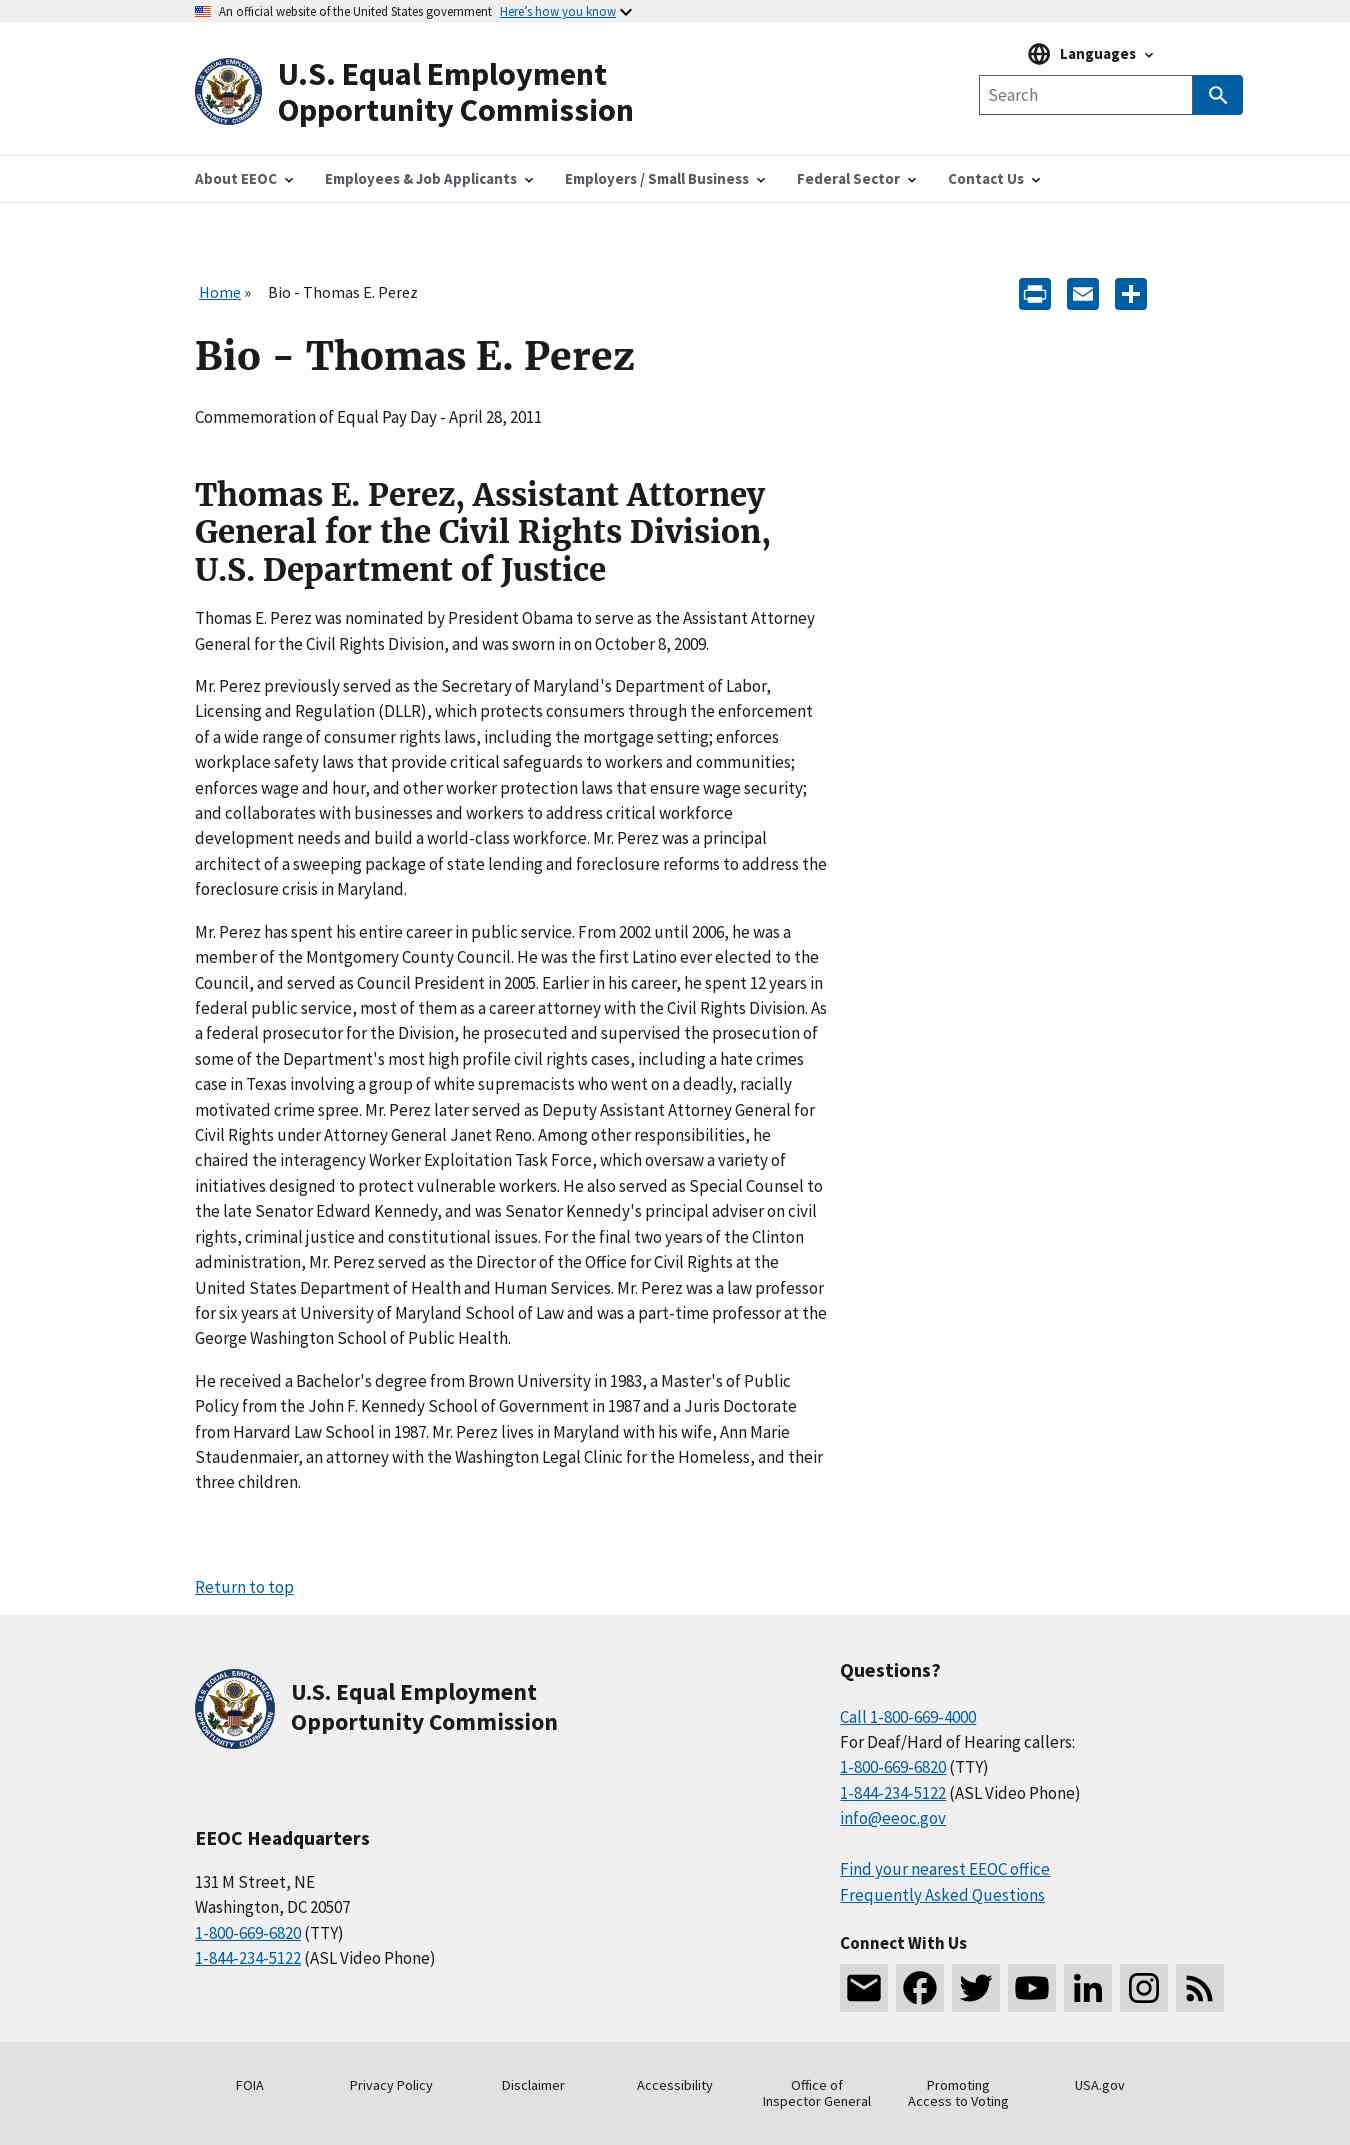 An official website of the United States government Here's how you know
U.S. Equal Employment
Opportunity Commission
Languages
Search
About EEOC
Employees & Job Applicants
Employers / Small Business
Federal Sector
Contact Us
Home » Bio - Thomas E. Perez
Bio - Thomas E. Perez
Commemoration of Equal Pay Day - April 28, 2011
Thomas E. Perez, Assistant Attorney
General for the Civil Rights Division,
U.S. Department of Justice
Thomas E. Perez was nominated by President Obama to serve as the Assistant Attorney
General for the Civil Rights Division, and was sworn in on October 8, 2009.
Mr. Perez previously served as the Secretary of Maryland's Department of Labor,
Licensing and Regulation (DLLR), which protects consumers through the enforcement
of a wide range of consumer rights laws, including the mortgage setting; enforces
workplace safety laws that provide critical safeguards to workers and communities;
enforces wage and hour, and other worker protection laws that ensure wage security;
and collaborates with businesses and workers to address critical workforce
development needs and build a world-class workforce. Mr. Perez was a principal
architect of a sweeping package of state lending and foreclosure reforms to address the
foreclosure crisis in Maryland.
Mr. Perez has spent his entire career in public service. From 2002 until 2006, he was a
member of the Montgomery County Council. He was the first Latino ever elected to the
Council, and served as Council President in 2005. Earlier in his career, he spent 12 years in
federal public service, most of them as a career attorney with the Civil Rights Division. As
a federal prosecutor for the Division, he prosecuted and supervised the prosecution of
some of the Department's most high profile civil rights cases, including a hate crimes
case in Texas involving a group of white supremacists who went on a deadly, racially
motivated crime spree. Mr. Perez later served as Deputy Assistant Attorney General for
Civil Rights under Attorney General Janet Reno. Among other responsibilities, he
chaired the interagency Worker Exploitation Task Force, which oversaw a variety of
initiatives designed to protect vulnerable workers. He also served as Special Counsel to
the late Senator Edward Kennedy, and was Senator Kennedy's principal adviser on civil
rights, criminal justice and constitutional issues. For the final two years of the Clinton
administration, Mr. Perez served as the Director of the Office for Civil Rights at the
United States Department of Health and Human Services. Mr. Perez was a law professor
for six years at University of Maryland School of Law and was a part-time professor at the
George Washington School of Public Health.
He received a Bachelor's degree from Brown University in 1983, a Master's of Public
Policy from the John F. Kennedy School of Government in 1987 and a Juris Doctorate
from Harvard Law School in 1987. Mr. Perez lives in Maryland with his wife, Ann Marie
Staudenmaier, an attorney with the Washington Legal Clinic for the Homeless, and their
three children.
Return to top
U.S. EQUAL EMPLOYMENT OPPORTUNITY COMMISSION
U.S. Equal Employment
Opportunity Commission
EEOC Headquarters
131 M Street, NE
Washington, DC 20507
1-800-669-6820 (TTY)
1-844-234-5122 (ASL Video Phone)
Questions?
Call 1-800-669-4000
For Deaf/Hard of Hearing callers:
1-800-669-6820 (TTY)
1-844-234-5122 (ASL Video Phone)
info@eeoc.gov
Find your nearest EEOC office
Frequently Asked Questions
Connect With Us
FOIA
Privacy Policy
Disclaimer
Accessibility
Office of
Inspector General
Promoting
Access to Voting
USA.gov